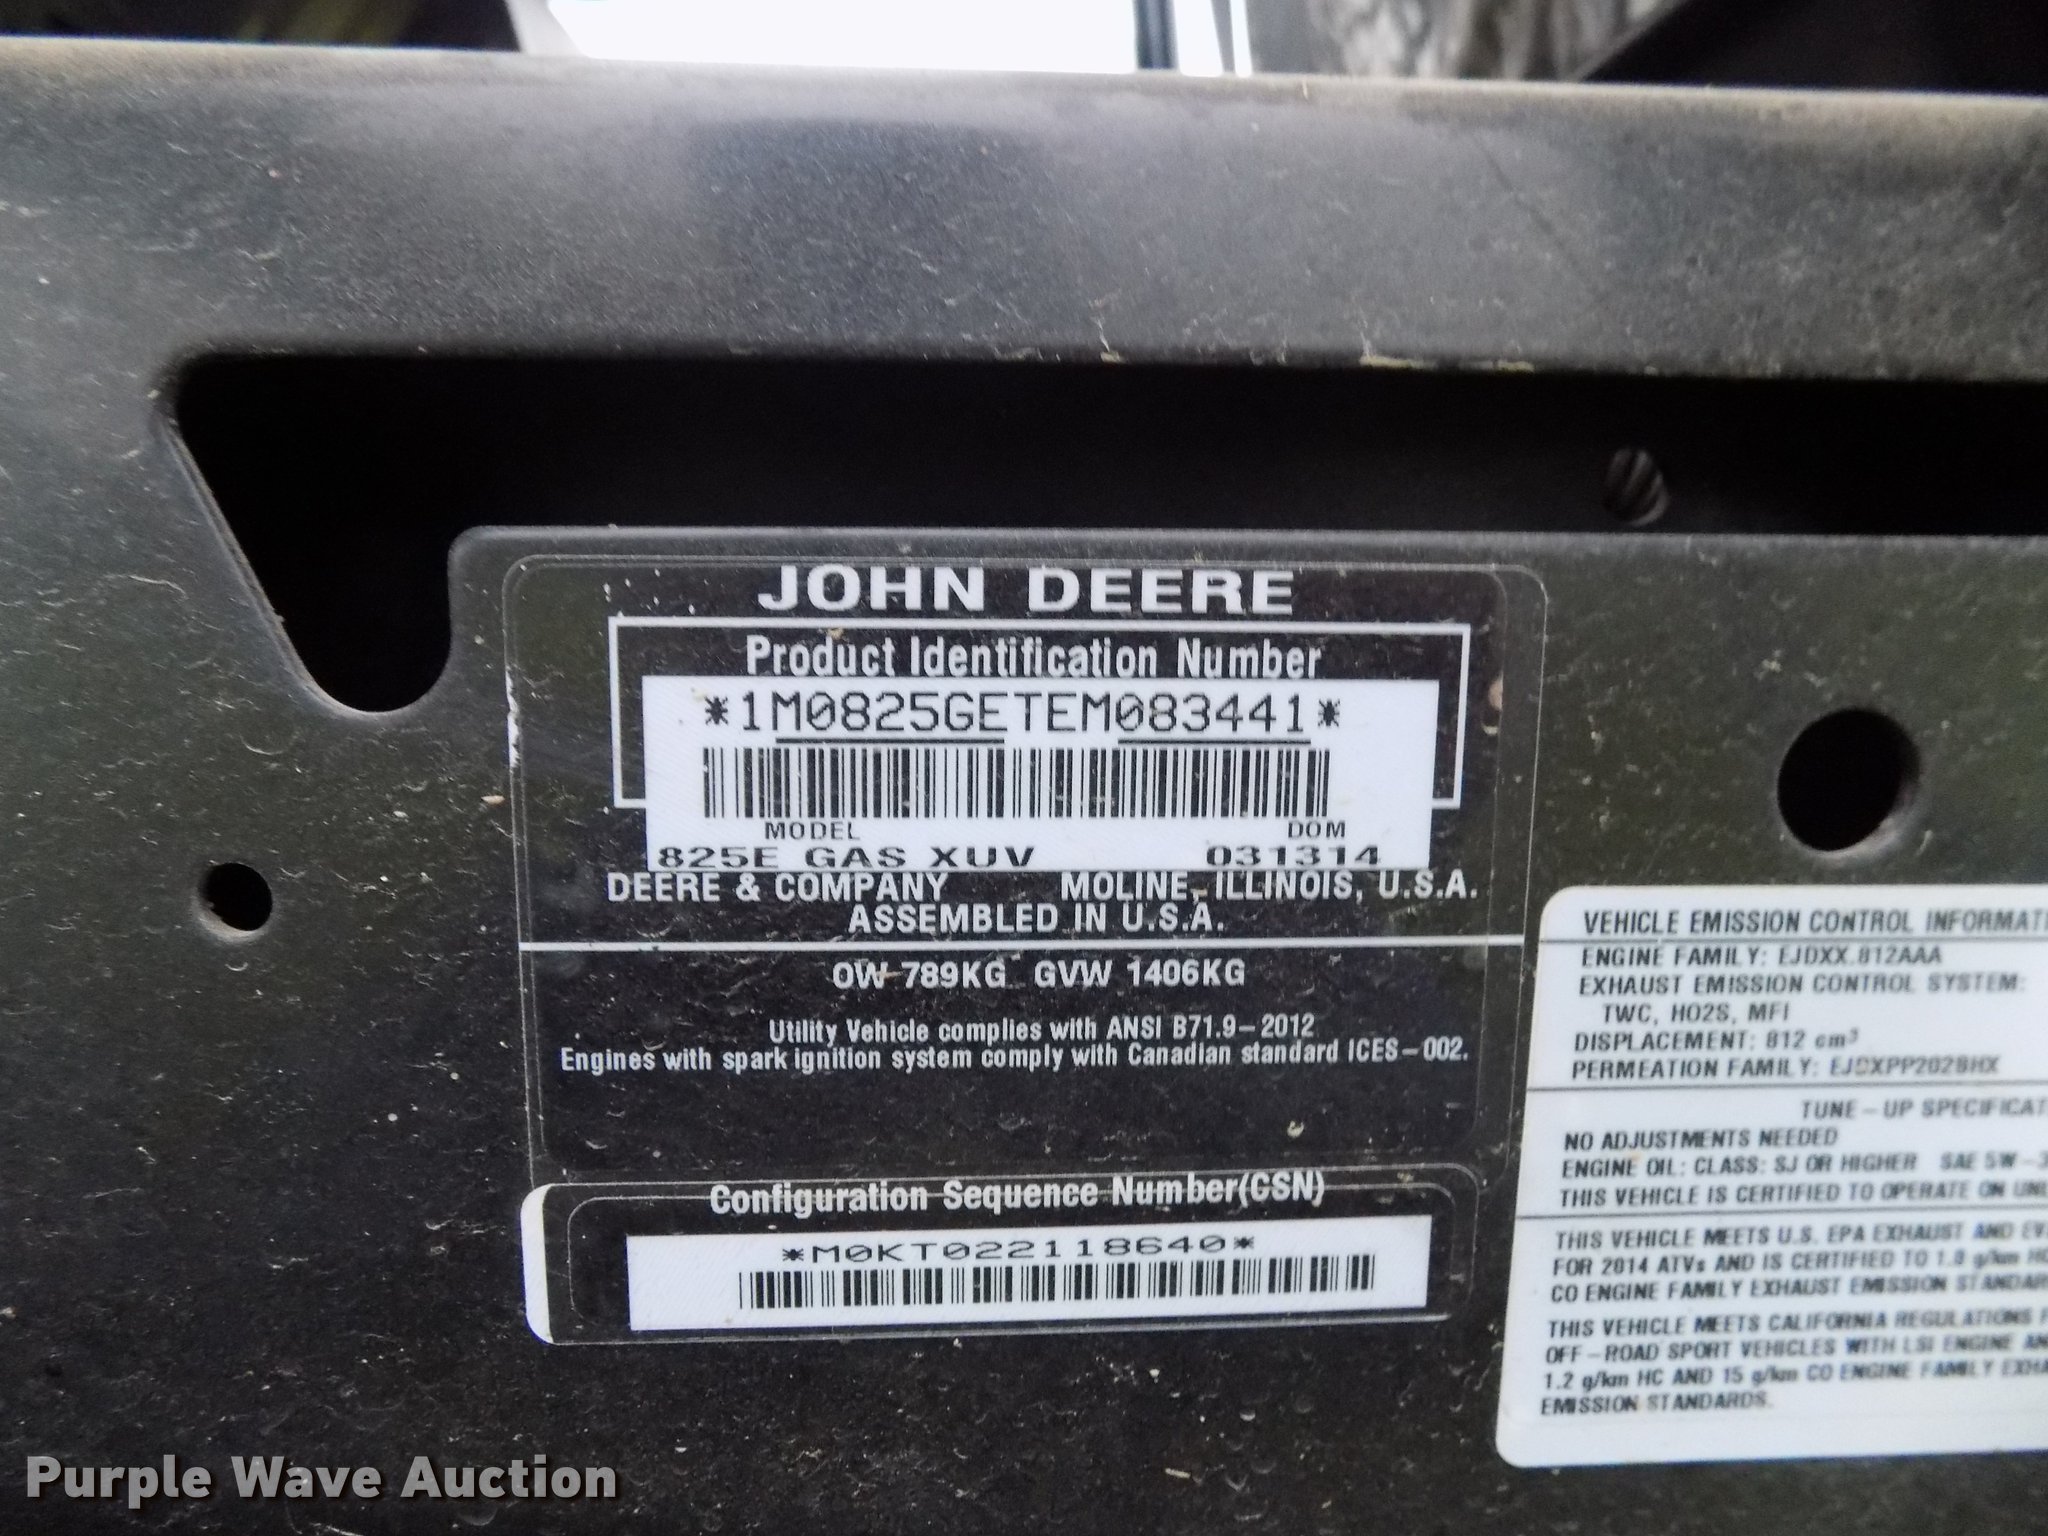 JOHN DEERE
Product Identification Number
*1M0825GETEM083441*
MODEL DOM
825E GAS XUV 031314
DEERE & COMPANY MOLINE, ILLINOIS, U.S.A.
ASSEMBLED IN U.S.A.
OW 789KG GVW 1406KG
Utility Vehicle complies with ANSI B71.9-2012
Engines with spark ignition system comply with Canadian standard ICES-002.
Configuration Sequence Number(CSN)
*M0KT022118640*
VEHICLE EMISSION CONTROL
ENGINE FAMILY: EJDXX.812AAA
EXHAUST EMISSION CONTROL SYSTEM:
TWC, HO2S, MFI
DISPLACEMENT: 812 cm³
PERMEATION FAMILY:
TUNE-UP
NO ADJUSTMENTS NEEDED
ENGINE OIL: CLASS: SJ OR HIGHER SAE
THIS VEHICLE IS CERTIFIED TO OPERATE ON
THIS VEHICLE MEETS U.S. EPA EXHAUST AND
FOR 2014 ATVs AND IS CERTIFIED TO
CO ENGINE FAMILY EXHAUST EMISSION
THIS VEHICLE MEETS CALIFORNIA REGULATIONS
OFF-ROAD SPORT VEHICLES WITH LSI ENGINE
1.2 g/km HC AND 15 g/km CO ENGINE FAMILY
EMISSION STANDARDS.
Purple Wave Auction